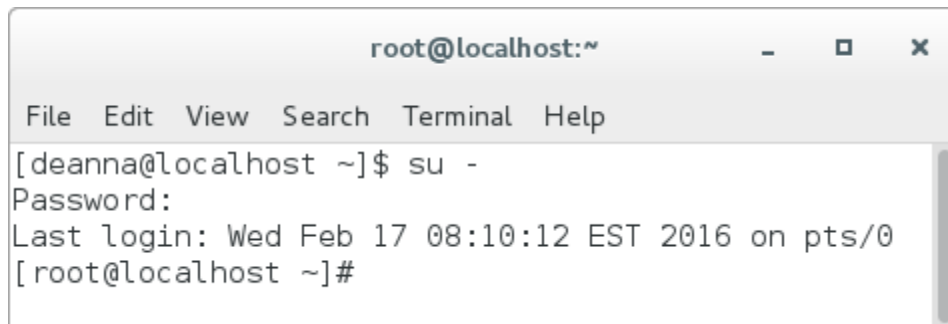 root@localhost:~
File Edit View Search Terminal Help
[deanna@localhost ~]$ su -
Password:
Last login: Wed Feb 17 08:10:12 EST 2016 on pts/0
[root@localhost ~]#